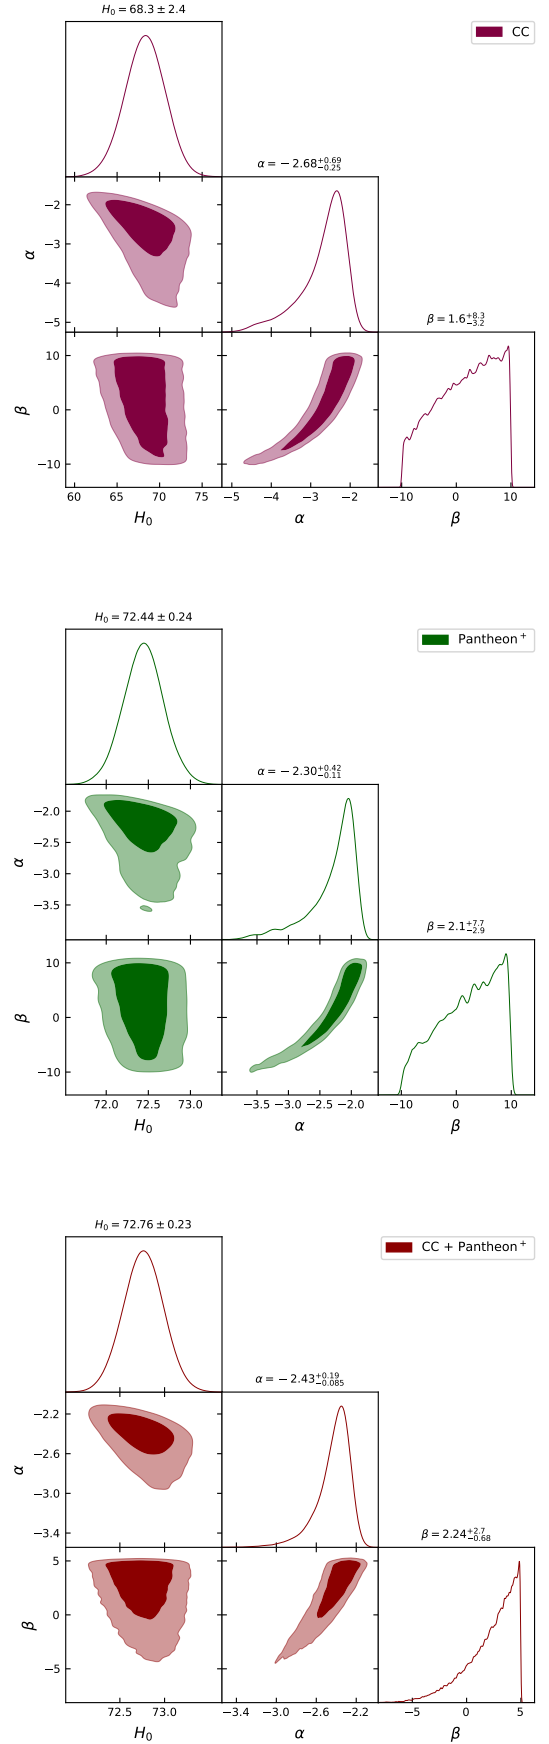 H₀ = 68.3 ± 2.4
CC
α = −2.68⁺⁰·⁶⁹₋₀.₂₅
−2
−3
−4
−5
α
β = 1.6⁺⁸·³₋₃.₂
10
0
−10
β
60 65 70 75
−5 −4 −3 −2
−10 0 10
H₀ α β
H₀ = 72.44 ± 0.24
Pantheon⁺
α = −2.30⁺⁰·⁴²₋₀.₁₁
−2.0
−2.5
−3.0
−3.5
α
β = 2.1⁺⁷·⁷₋₂.₉
10
0
−10
β
72.0 72.5 73.0
−3.5 −3.0 −2.5 −2.0
−10 0 10
H₀ α β
H₀ = 72.76 ± 0.23
CC + Pantheon⁺
α = −2.43⁺⁰·¹⁹₋₀.₀₈₅
−2.2
−2.6
−3.0
−3.4
α
β = 2.24⁺²·⁷₋₀.₆₈
5
0
−5
β
72.5 73.0
−3.4 −3.0 −2.6 −2.2
−5 0 5
H₀ α β